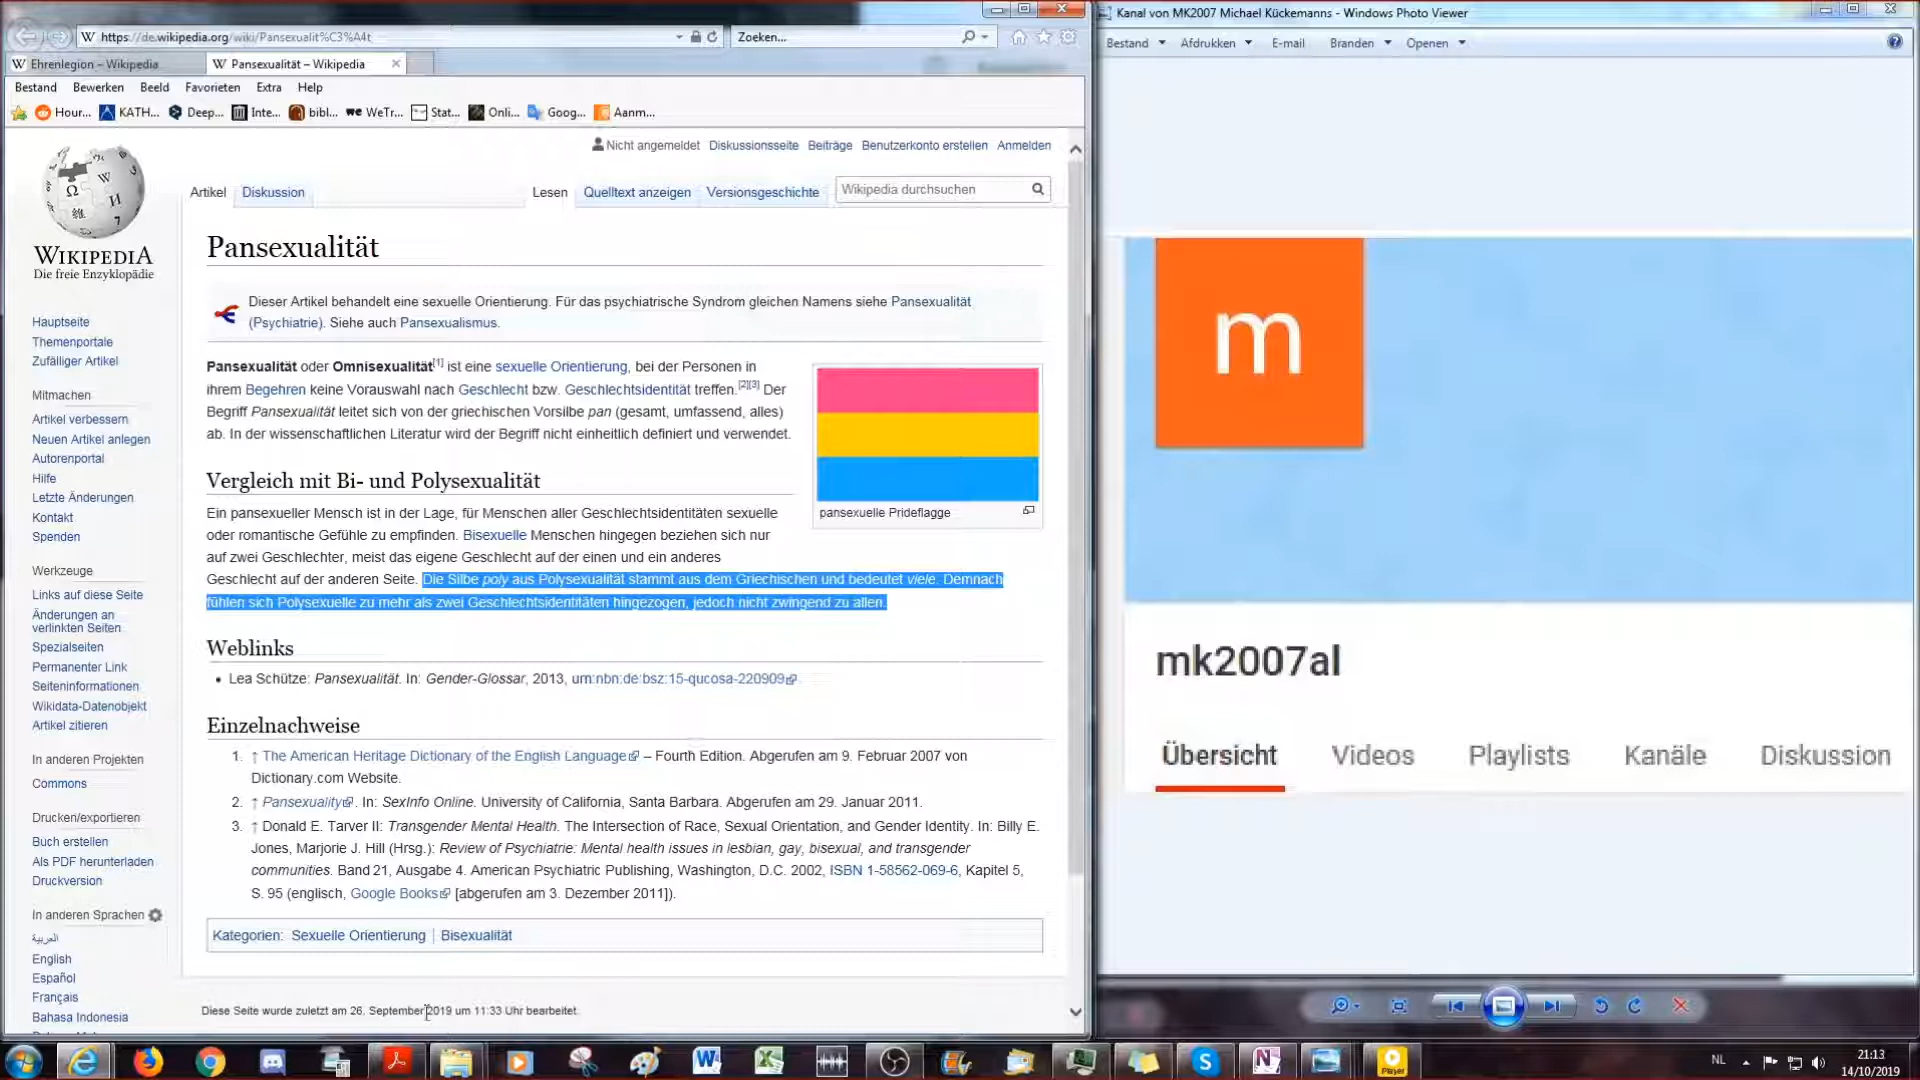 https://de.wikipedia.org/wiki/Pansexualit%C3%A4t
Zoeken...
Ehrenlegion – Wikipedia
Pansexualität – Wikipedia
Bestand Bewerken Beeld Favorieten Extra Help
Hour... KATH... Deep... Inte... bibl... WeTr... Stat... Onli... Goog... Aanm...
Nicht angemeldet Diskussionsseite Beiträge Benutzerkonto erstellen Anmelden
Artikel Diskussion Lesen Quelltext anzeigen Versionsgeschichte Wikipedia durchsuchen
WIKIPEDIA
Die freie Enzyklopädie
Hauptseite
Themenportale
Zufälliger Artikel
Mitmachen
Artikel verbessern
Neuen Artikel anlegen
Autorenportal
Hilfe
Letzte Änderungen
Kontakt
Spenden
Werkzeuge
Links auf diese Seite
Änderungen an
verlinkten Seiten
Spezialseiten
Permanenter Link
Seiteninformationen
Wikidata-Datenobjekt
Artikel zitieren
In anderen Projekten
Commons
Drucken/exportieren
Buch erstellen
Als PDF herunterladen
Druckversion
In anderen Sprachen
العربية
English
Español
Français
Bahasa Indonesia
Pansexualität
Dieser Artikel behandelt eine sexuelle Orientierung. Für das psychiatrische Syndrom gleichen Namens siehe Pansexualität
(Psychiatrie). Siehe auch Pansexualismus.
Pansexualität oder Omnisexualität[1] ist eine sexuelle Orientierung, bei der Personen in
ihrem Begehren keine Vorauswahl nach Geschlecht bzw. Geschlechtsidentität treffen.[2][3] Der
Begriff Pansexualität leitet sich von der griechischen Vorsilbe pan (gesamt, umfassend, alles)
ab. In der wissenschaftlichen Literatur wird der Begriff nicht einheitlich definiert und verwendet.
pansexuelle Prideflagge
Vergleich mit Bi- und Polysexualität
Ein pansexueller Mensch ist in der Lage, für Menschen aller Geschlechtsidentitäten sexuelle
oder romantische Gefühle zu empfinden. Bisexuelle Menschen hingegen beziehen sich nur
auf zwei Geschlechter, meist das eigene Geschlecht auf der einen und ein anderes
Geschlecht auf der anderen Seite. Die Silbe poly aus Polysexualität stammt aus dem Griechischen und bedeutet viele. Demnach
fühlen sich Polysexuelle zu mehr als zwei Geschlechtsidentitäten hingezogen, jedoch nicht zwingend zu allen.
Weblinks
• Lea Schütze: Pansexualität. In: Gender-Glossar, 2013, urn:nbn:de:bsz:15-qucosa-220909
Einzelnachweise
1. ↑ The American Heritage Dictionary of the English Language – Fourth Edition. Abgerufen am 9. Februar 2007 von
Dictionary.com Website.
2. ↑ Pansexuality. In: SexInfo Online. University of California, Santa Barbara. Abgerufen am 29. Januar 2011.
3. ↑ Donald E. Tarver II: Transgender Mental Health. The Intersection of Race, Sexual Orientation, and Gender Identity. In: Billy E.
Jones, Marjorie J. Hill (Hrsg.): Review of Psychiatrie: Mental health issues in lesbian, gay, bisexual, and transgender
communities. Band 21, Ausgabe 4. American Psychiatric Publishing, Washington, D.C. 2002, ISBN 1-58562-069-6, Kapitel 5,
S. 95 (englisch, Google Books [abgerufen am 3. Dezember 2011]).
Kategorien: Sexuelle Orientierung | Bisexualität
Diese Seite wurde zuletzt am 26. September 2019 um 11:33 Uhr bearbeitet.
Kanal von MK2007 Michael Kückemanns - Windows Photo Viewer
Bestand Afdrukken E-mail Branden Openen
m
mk2007al
Übersicht Videos Playlists Kanäle Diskussion
NL
21:13
14/10/2019
Player